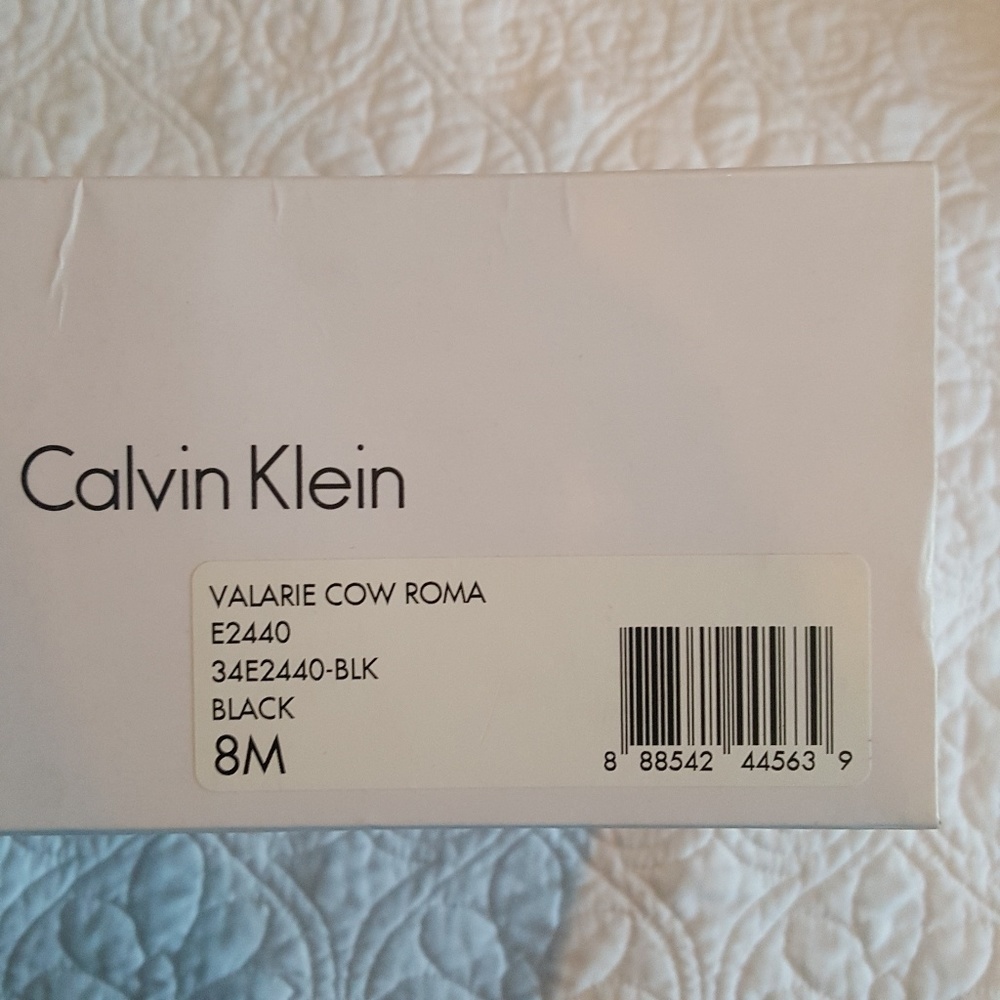 Calvin Klein
VALARIE COW ROMA
E2440
34E2440-BLK
BLACK
8M
8 88542 44563 9